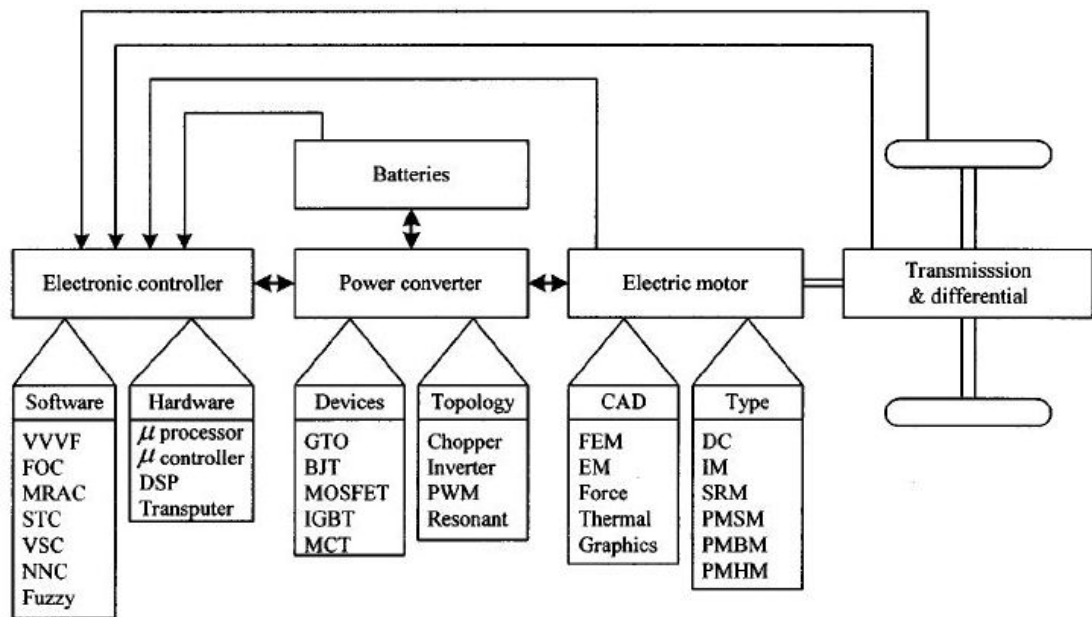 Batteries
Electronic controller
Power converter
Electric motor
Transmisssion
& differential
Software
VVVF
FOC
MRAC
STC
VSC
NNC
Fuzzy
Hardware
μ processor
μ controller
DSP
Transputer
Devices
GTO
BJT
MOSFET
IGBT
MCT
Topology
Chopper
Inverter
PWM
Resonant
CAD
FEM
EM
Force
Thermal
Graphics
Type
DC
IM
SRM
PMSM
PMBM
PMHM